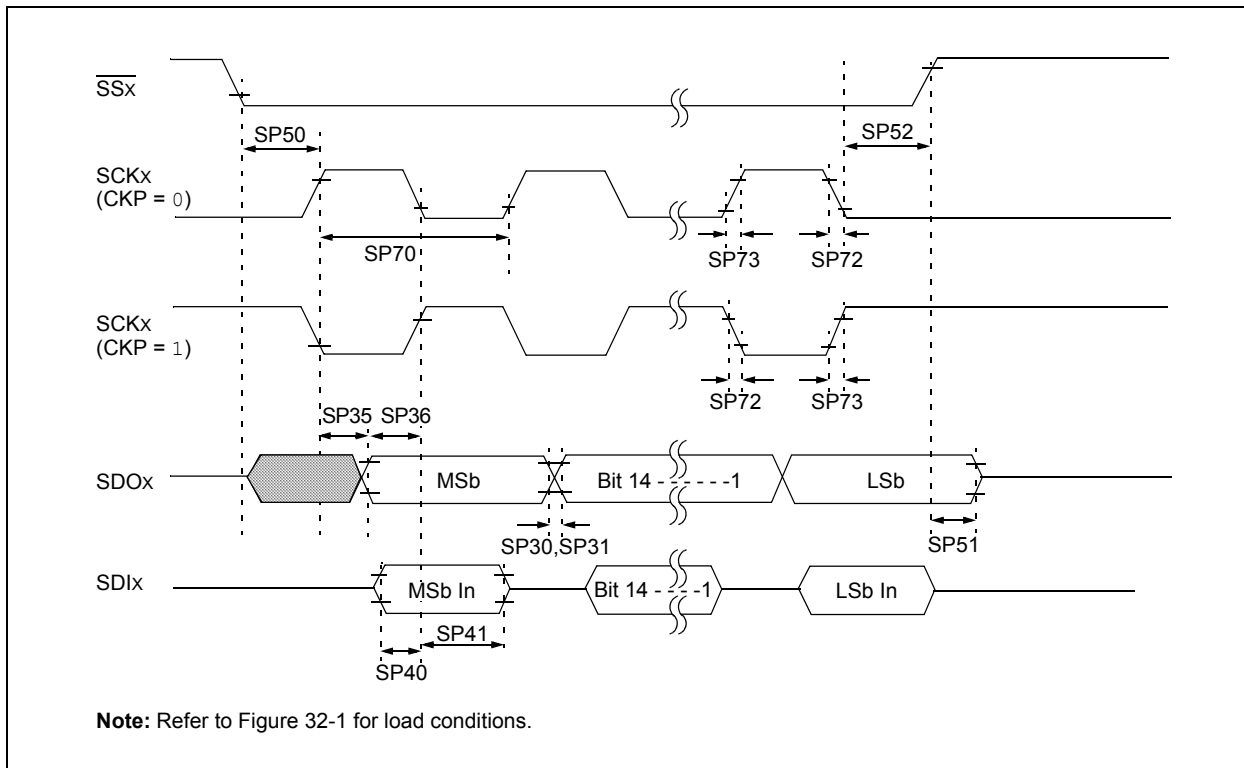 SSx
SP50
SP52
SCKx
(CKP = 0)
SP70
SP73
SP72
SCKx
(CKP = 1)
SP72
SP73
SP35
SP36
SDOx
MSb
Bit 14 - - - - - - -1
LSb
SP30,SP31
SP51
SDIx
MSb In
Bit 14 - - - -1
LSb In
SP41
SP40
Note: Refer to Figure 32-1 for load conditions.